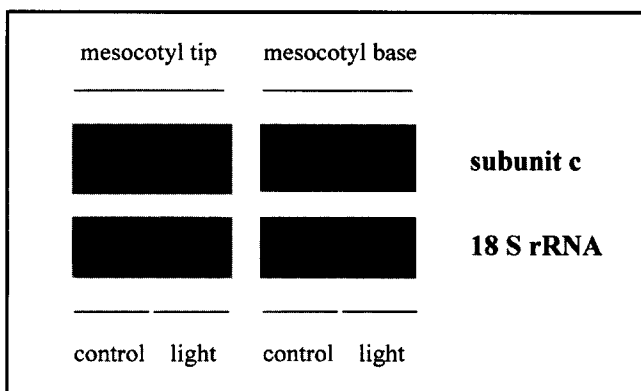 mesocotyl tip mesocotyl base
subunit c
18 S rRNA
control light control light